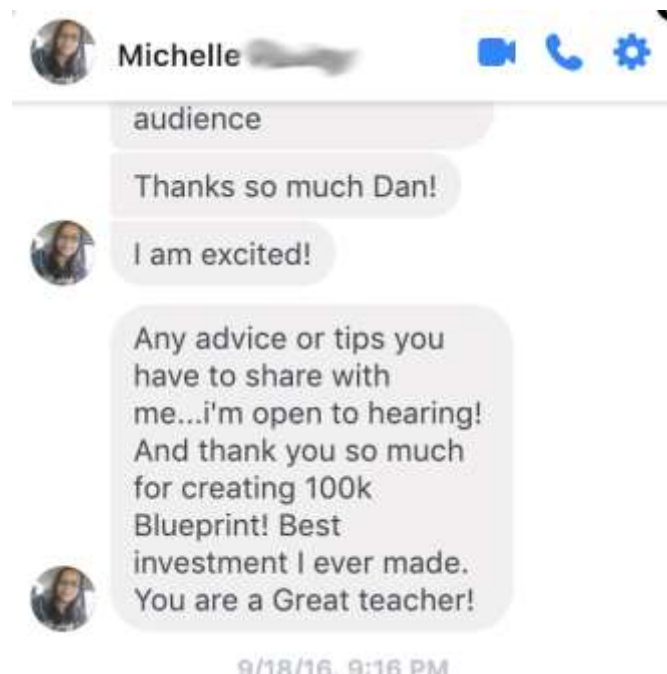 Michelle
audience
Thanks so much Dan!
I am excited!
Any advice or tips you
have to share with
me...i'm open to hearing!
And thank you so much
for creating 100k
Blueprint! Best
investment I ever made.
You are a Great teacher!
9/18/16, 9:16 PM